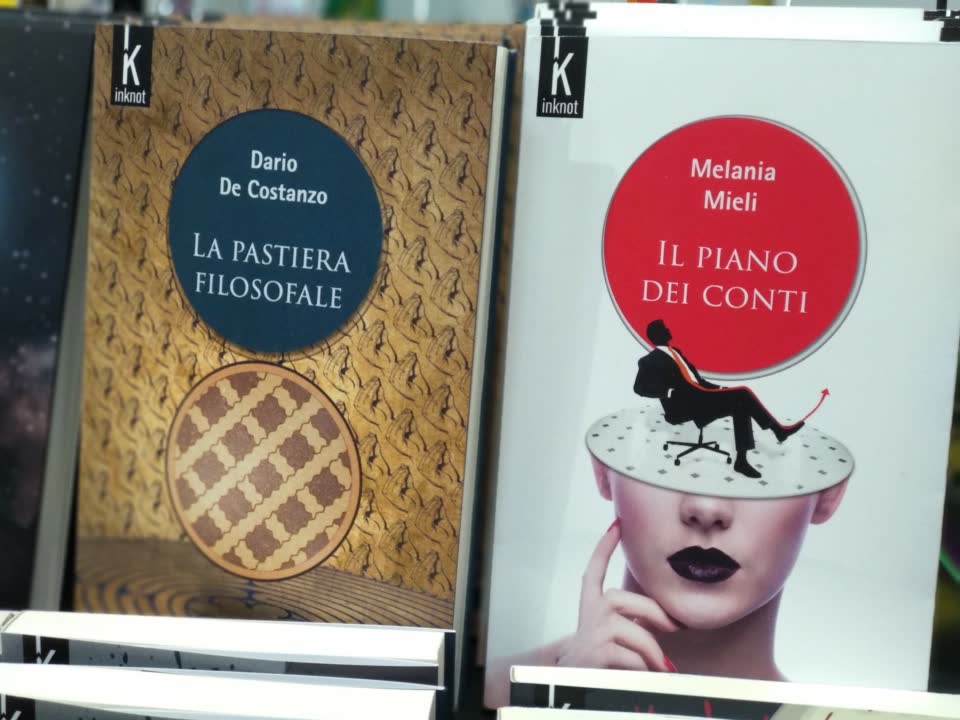 K
inknot
Dario
De Costanzo
LA PASTIERA
FILOSOFALE
K
inknot
Melania
Mieli
IL PIANO
DEI CONTI
K